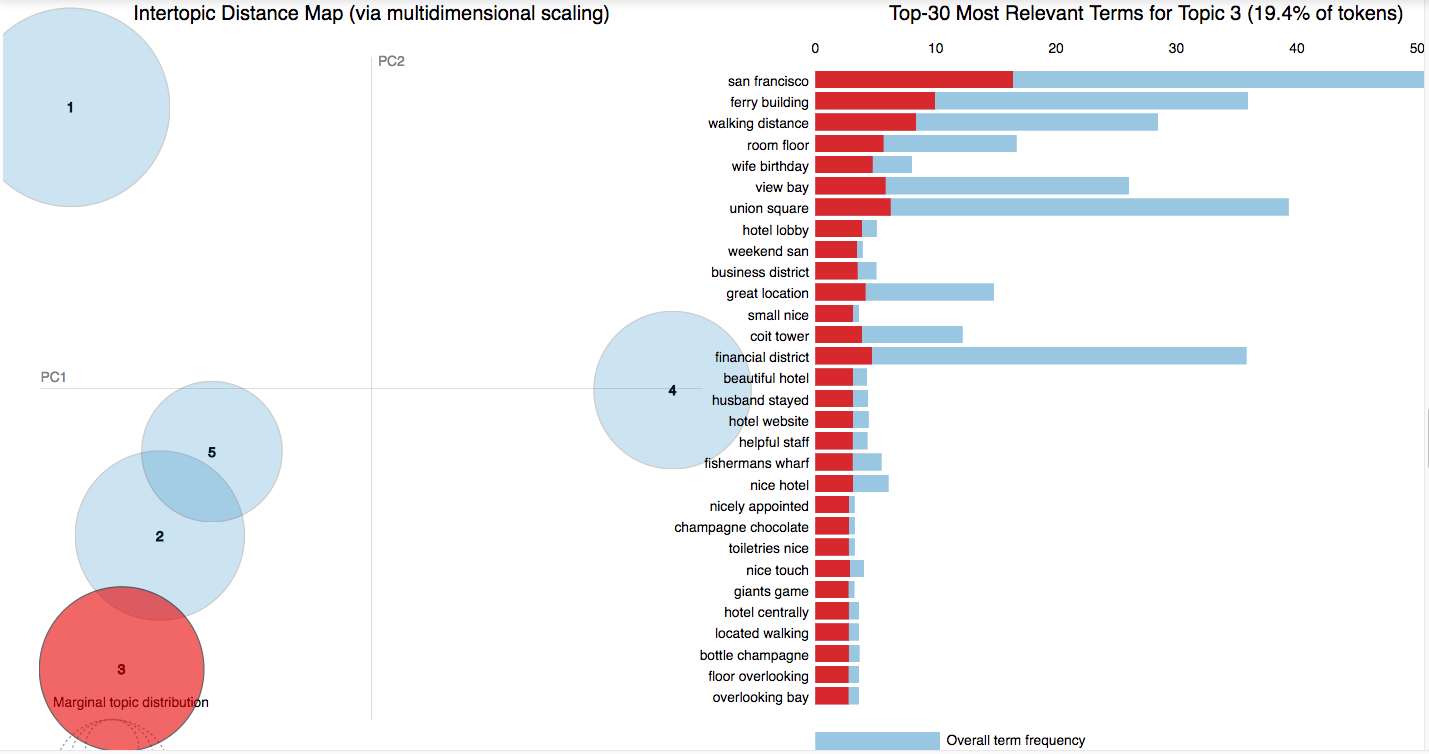 Intertopic Distance Map (via multidimensional scaling)
Top-30 Most Relevant Terms for Topic 3 (19.4% of tokens)
PC2
PC1
1
4
5
2
3
Marginal topic distribution
0 10 20 30 40 50
san francisco
ferry building
walking distance
room floor
wife birthday
view bay
union square
hotel lobby
weekend san
business district
great location
small nice
coit tower
financial district
beautiful hotel
husband stayed
hotel website
helpful staff
fishermans wharf
nice hotel
nicely appointed
champagne chocolate
toiletries nice
nice touch
giants game
hotel centrally
located walking
bottle champagne
floor overlooking
overlooking bay
Overall term frequency